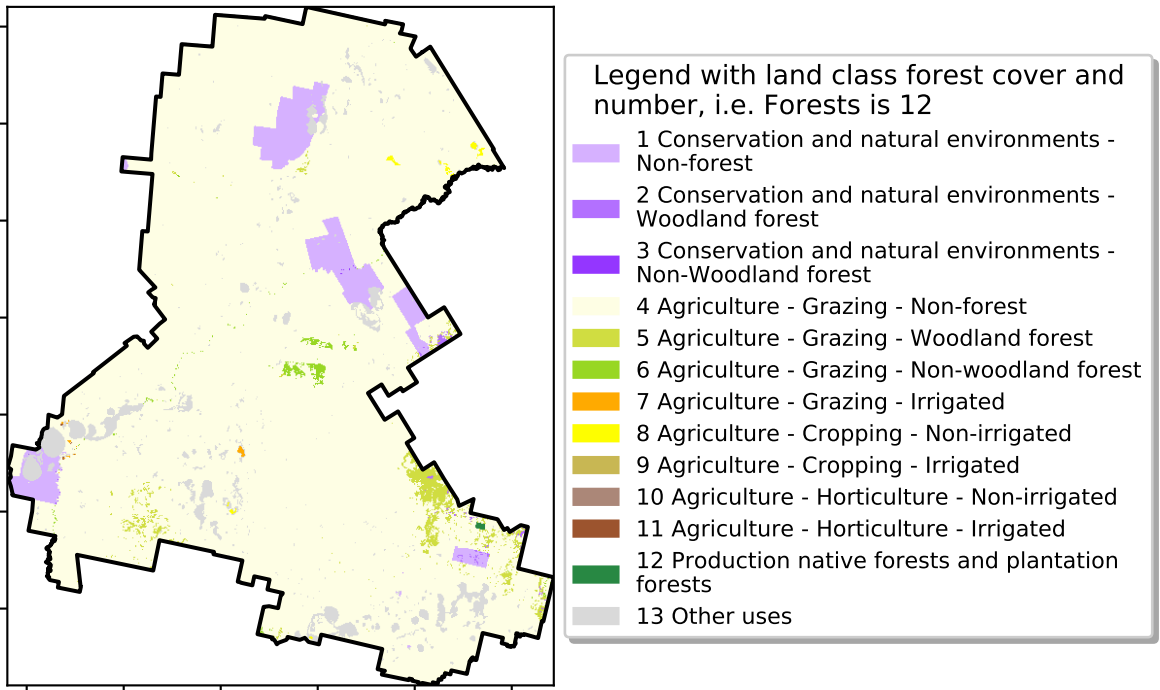 Legend with land class forest cover and
number, i.e. Forests is 12
1 Conservation and natural environments -
Non-forest
2 Conservation and natural environments -
Woodland forest
3 Conservation and natural environments -
Non-Woodland forest
4 Agriculture - Grazing - Non-forest
5 Agriculture - Grazing - Woodland forest
6 Agriculture - Grazing - Non-woodland forest
7 Agriculture - Grazing - Irrigated
8 Agriculture - Cropping - Non-irrigated
9 Agriculture - Cropping - Irrigated
10 Agriculture - Horticulture - Non-irrigated
11 Agriculture - Horticulture - Irrigated
12 Production native forests and plantation
forests
13 Other uses